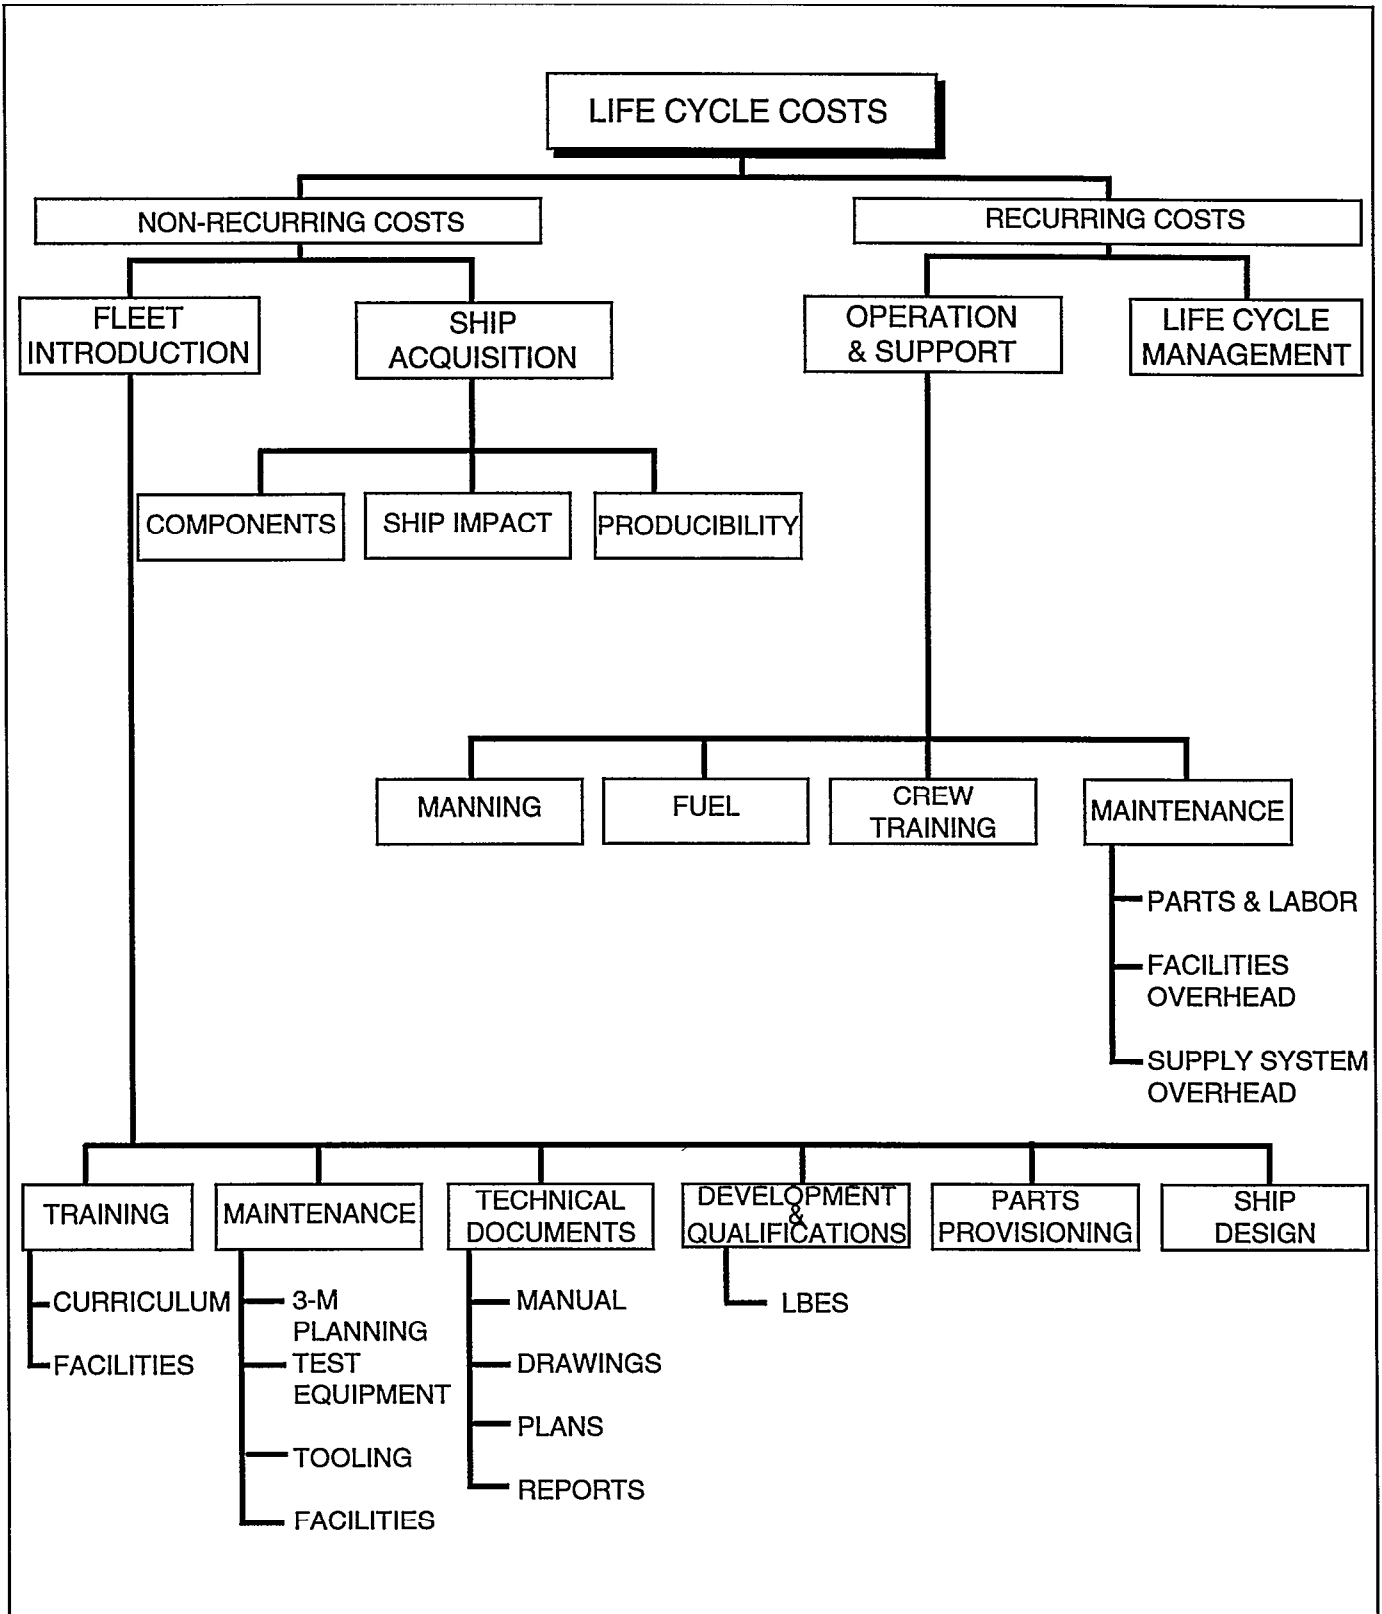 LIFE CYCLE COSTS
NON-RECURRING COSTS
RECURRING COSTS
FLEET
INTRODUCTION
SHIP
ACQUISITION
OPERATION
& SUPPORT
LIFE CYCLE
MANAGEMENT
COMPONENTS
SHIP IMPACT
PRODUCIBILITY
MANNING
FUEL
CREW
TRAINING
MAINTENANCE
PARTS & LABOR
FACILITIES
OVERHEAD
SUPPLY SYSTEM
OVERHEAD
TRAINING
CURRICULUM
FACILITIES
MAINTENANCE
3-M
PLANNING
TEST
EQUIPMENT
TOOLING
FACILITIES
TECHNICAL
DOCUMENTS
MANUAL
DRAWINGS
PLANS
REPORTS
DEVELOPMENT
&
QUALIFICATIONS
LBES
PARTS
PROVISIONING
SHIP
DESIGN